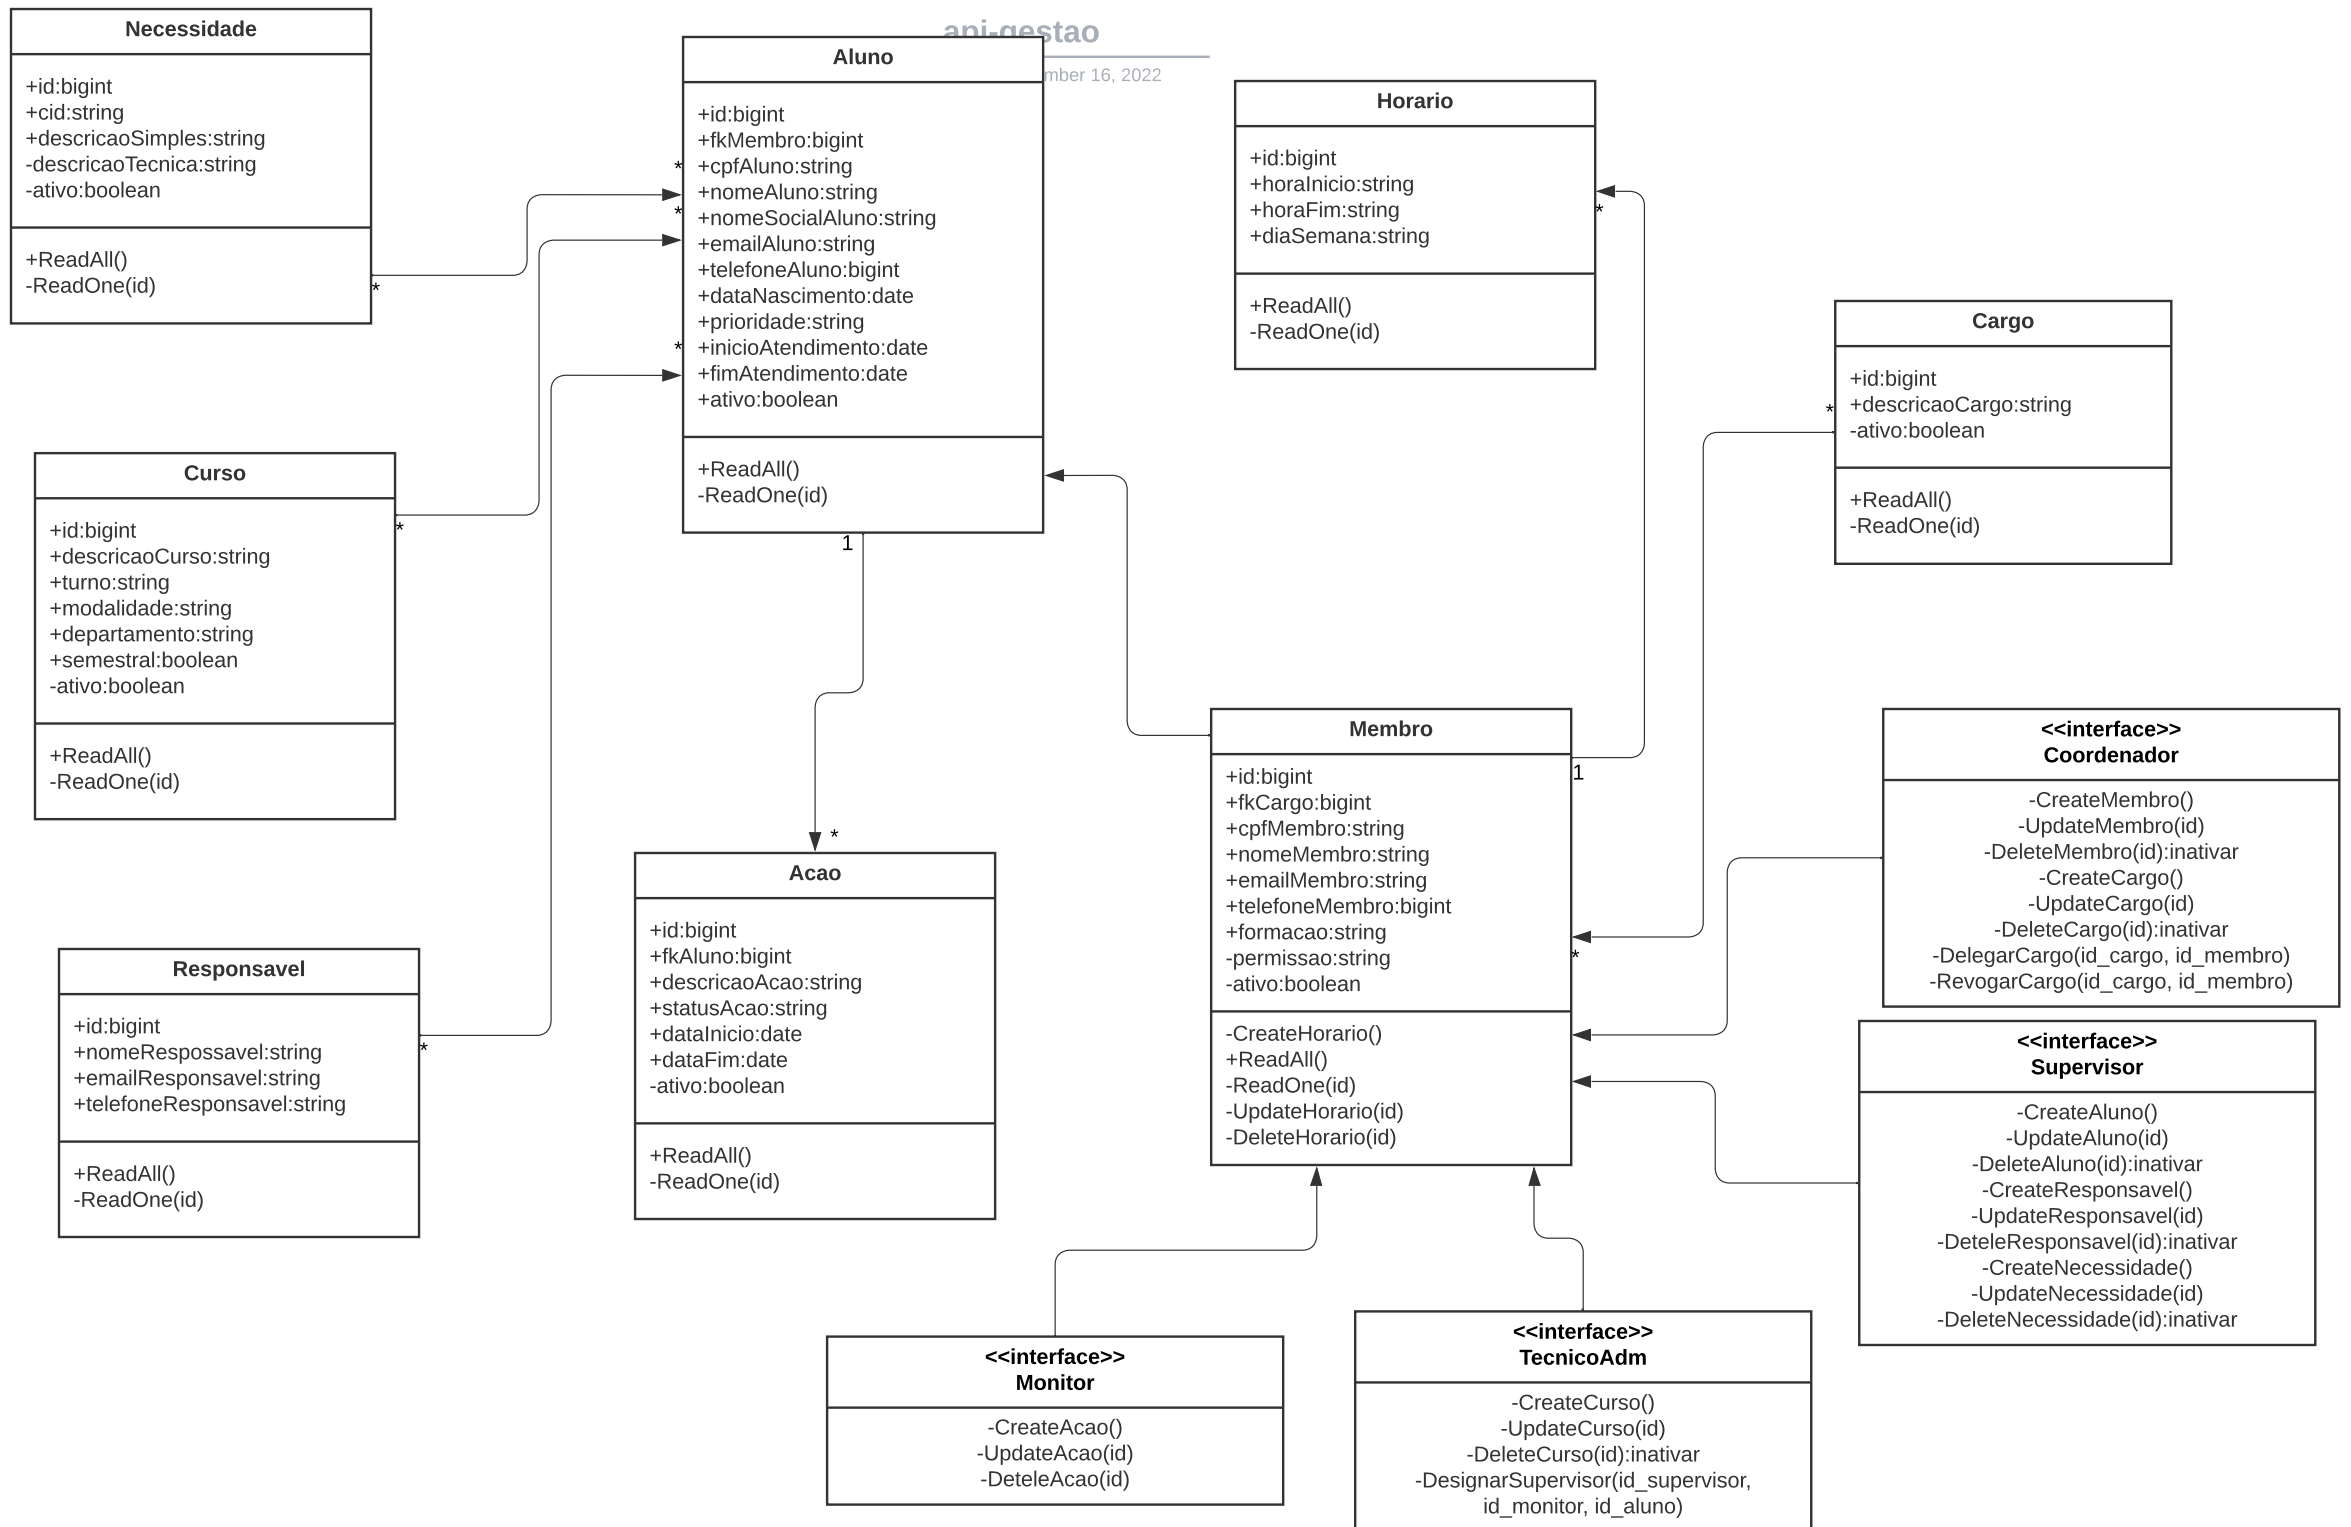 api-gestao
mber 16, 2022
Necessidade
+id:bigint
+cid:string
+descricaoSimples:string
-descricaoTecnica:string
-ativo:boolean
+ReadAll()
-ReadOne(id)
*
Aluno
+id:bigint
+fkMembro:bigint
+cpfAluno:string
+nomeAluno:string
+nomeSocialAluno:string
+emailAluno:string
+telefoneAluno:bigint
+dataNascimento:date
+prioridade:string
+inicioAtendimento:date
+fimAtendimento:date
+ativo:boolean
+ReadAll()
-ReadOne(id)
*
*
*
1
Horario
+id:bigint
+horaInicio:string
+horaFim:string
+diaSemana:string
+ReadAll()
-ReadOne(id)
*
Cargo
+id:bigint
+descricaoCargo:string
-ativo:boolean
+ReadAll()
-ReadOne(id)
*
Curso
+id:bigint
+descricaoCurso:string
+turno:string
+modalidade:string
+departamento:string
+semestral:boolean
-ativo:boolean
+ReadAll()
-ReadOne(id)
*
Membro
+id:bigint
+fkCargo:bigint
+cpfMembro:string
+nomeMembro:string
+emailMembro:string
+telefoneMembro:bigint
+formacao:string
-permissao:string
-ativo:boolean
-CreateHorario()
+ReadAll()
-ReadOne(id)
-UpdateHorario(id)
-DeleteHorario(id)
1
*
<<interface>>
Coordenador
-CreateMembro()
-UpdateMembro(id)
-DeleteMembro(id):inativar
-CreateCargo()
-UpdateCargo(id)
-DeleteCargo(id):inativar
-DelegarCargo(id_cargo, id_membro)
-RevogarCargo(id_cargo, id_membro)
*
Acao
+id:bigint
+fkAluno:bigint
+descricaoAcao:string
+statusAcao:string
+dataInicio:date
+dataFim:date
-ativo:boolean
+ReadAll()
-ReadOne(id)
Responsavel
+id:bigint
+nomeRespossavel:string
+emailResponsavel:string
+telefoneResponsavel:string
+ReadAll()
-ReadOne(id)
*
<<interface>>
Supervisor
-CreateAluno()
-UpdateAluno(id)
-DeleteAluno(id):inativar
-CreateResponsavel()
-UpdateResponsavel(id)
-DeteleResponsavel(id):inativar
-CreateNecessidade()
-UpdateNecessidade(id)
-DeleteNecessidade(id):inativar
<<interface>>
Monitor
-CreateAcao()
-UpdateAcao(id)
-DeteleAcao(id)
<<interface>>
TecnicoAdm
-CreateCurso()
-UpdateCurso(id)
-DeleteCurso(id):inativar
-DesignarSupervisor(id_supervisor,
id_monitor, id_aluno)